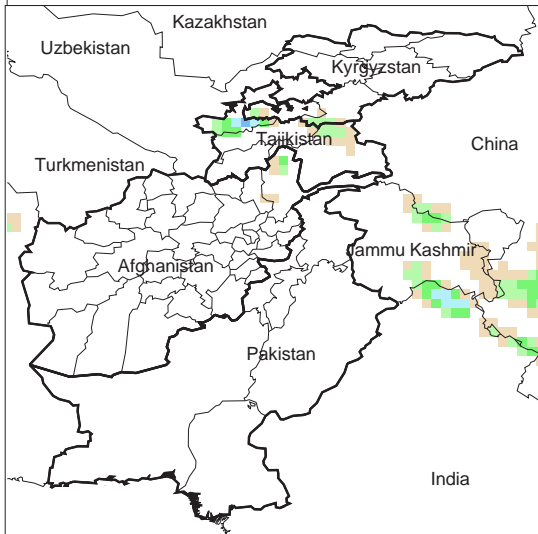 Kazakhstan
Uzbekistan
Kyrgyzstan
Tajikistan
China
Turkmenistan
Jammu Kashmir
Afghanistan
Pakistan
India